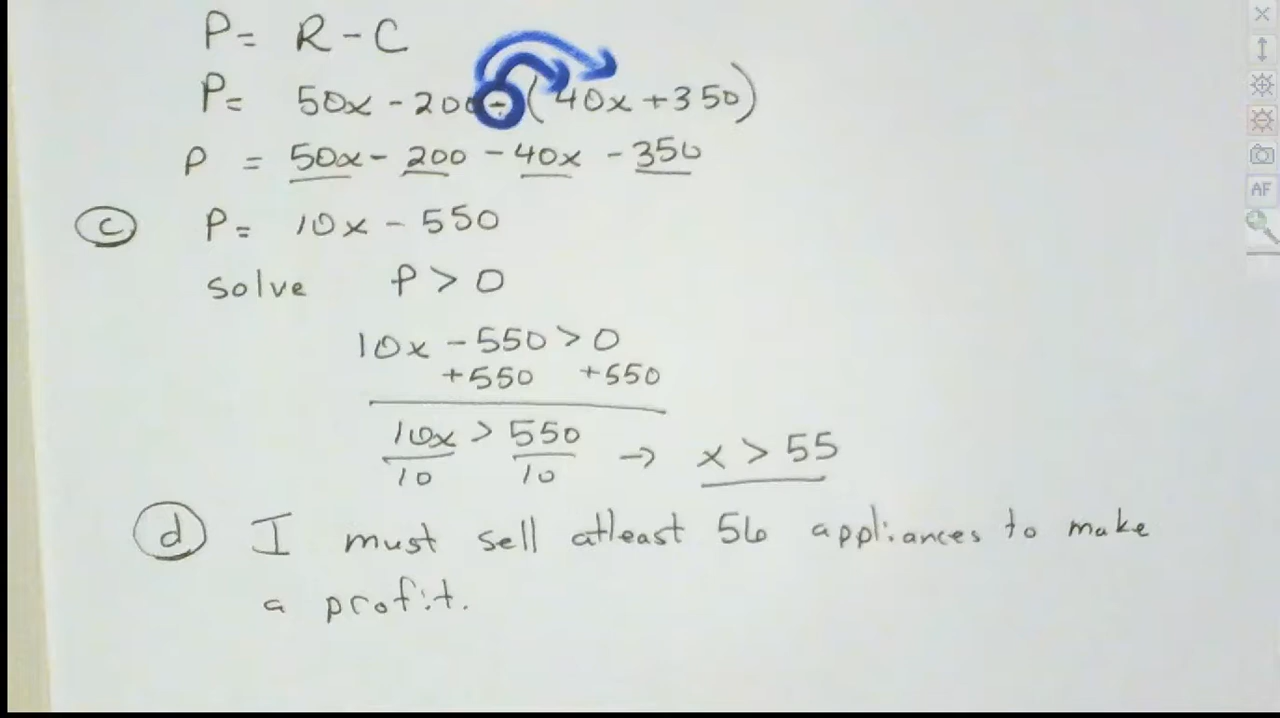 P = R - C
P = 50x - 200 - (40x + 350)
P = 50x - 200 - 40x - 350
c P = 10x - 550
solve P > 0
10x - 550 > 0
+550 +550
10x > 550 → x > 55
10 10
d I must sell atleast 56 appliances to make
a profit.
AF